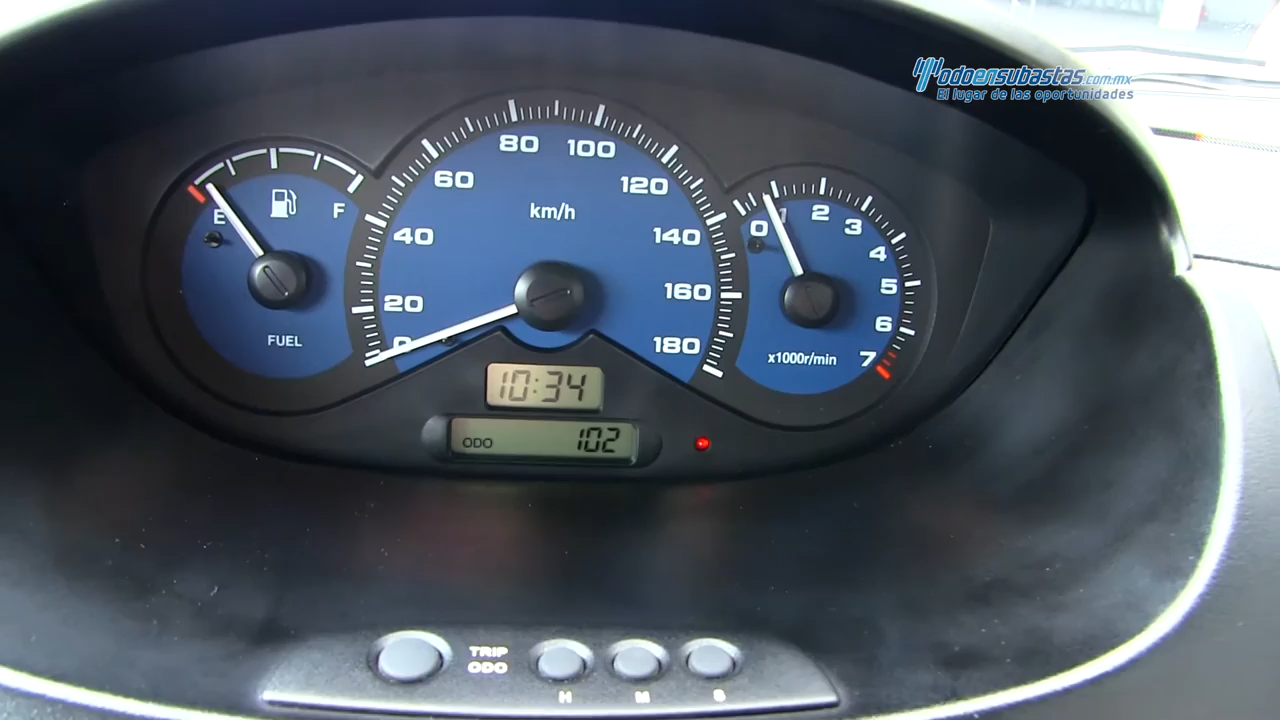 Modoensubastas.com.mx
El lugar de las oportunidades
80 100
60 120
km/h
E F
40 140
0 1 2 3 4 5 6 7
20 160
0 180
FUEL
x1000r/min
10:34
ODO 102
TRIP
ODO
H M S